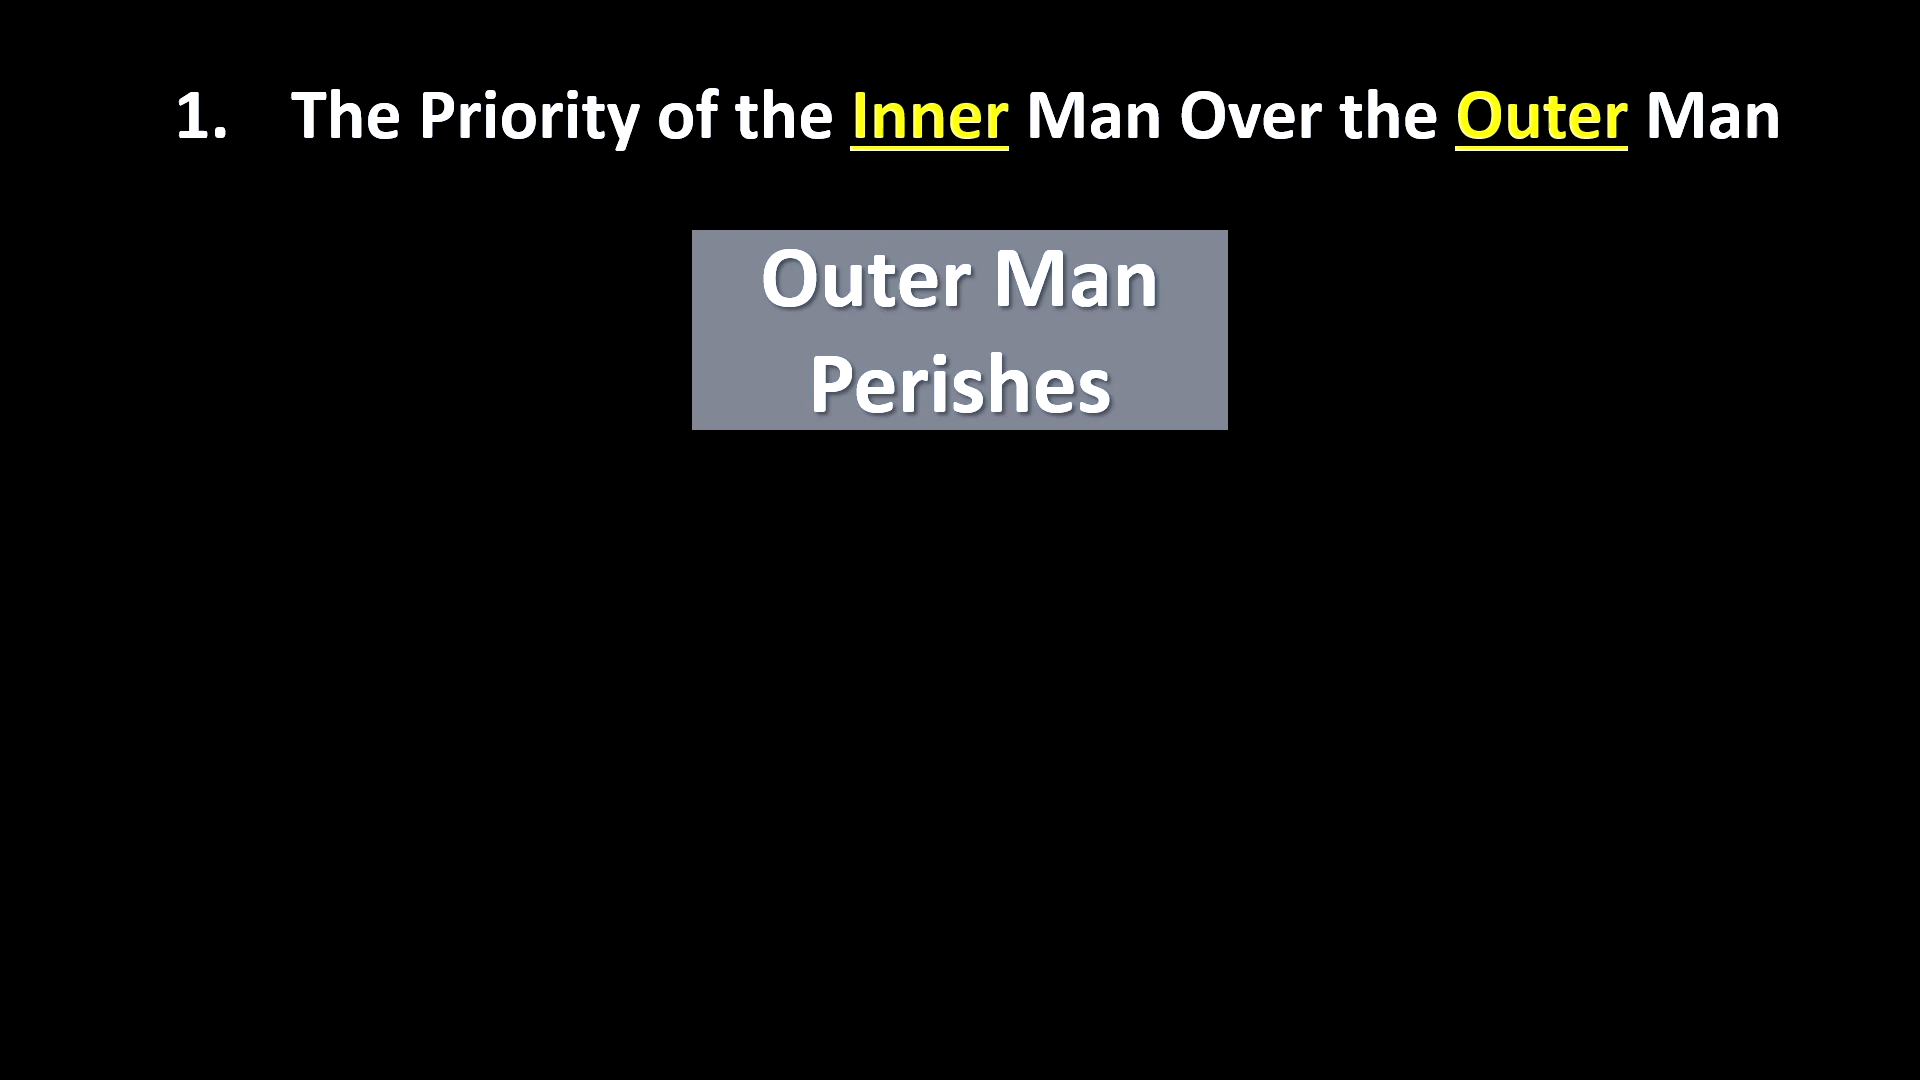 1. The Priority of the Inner Man Over the Outer Man
Outer Man
Perishes